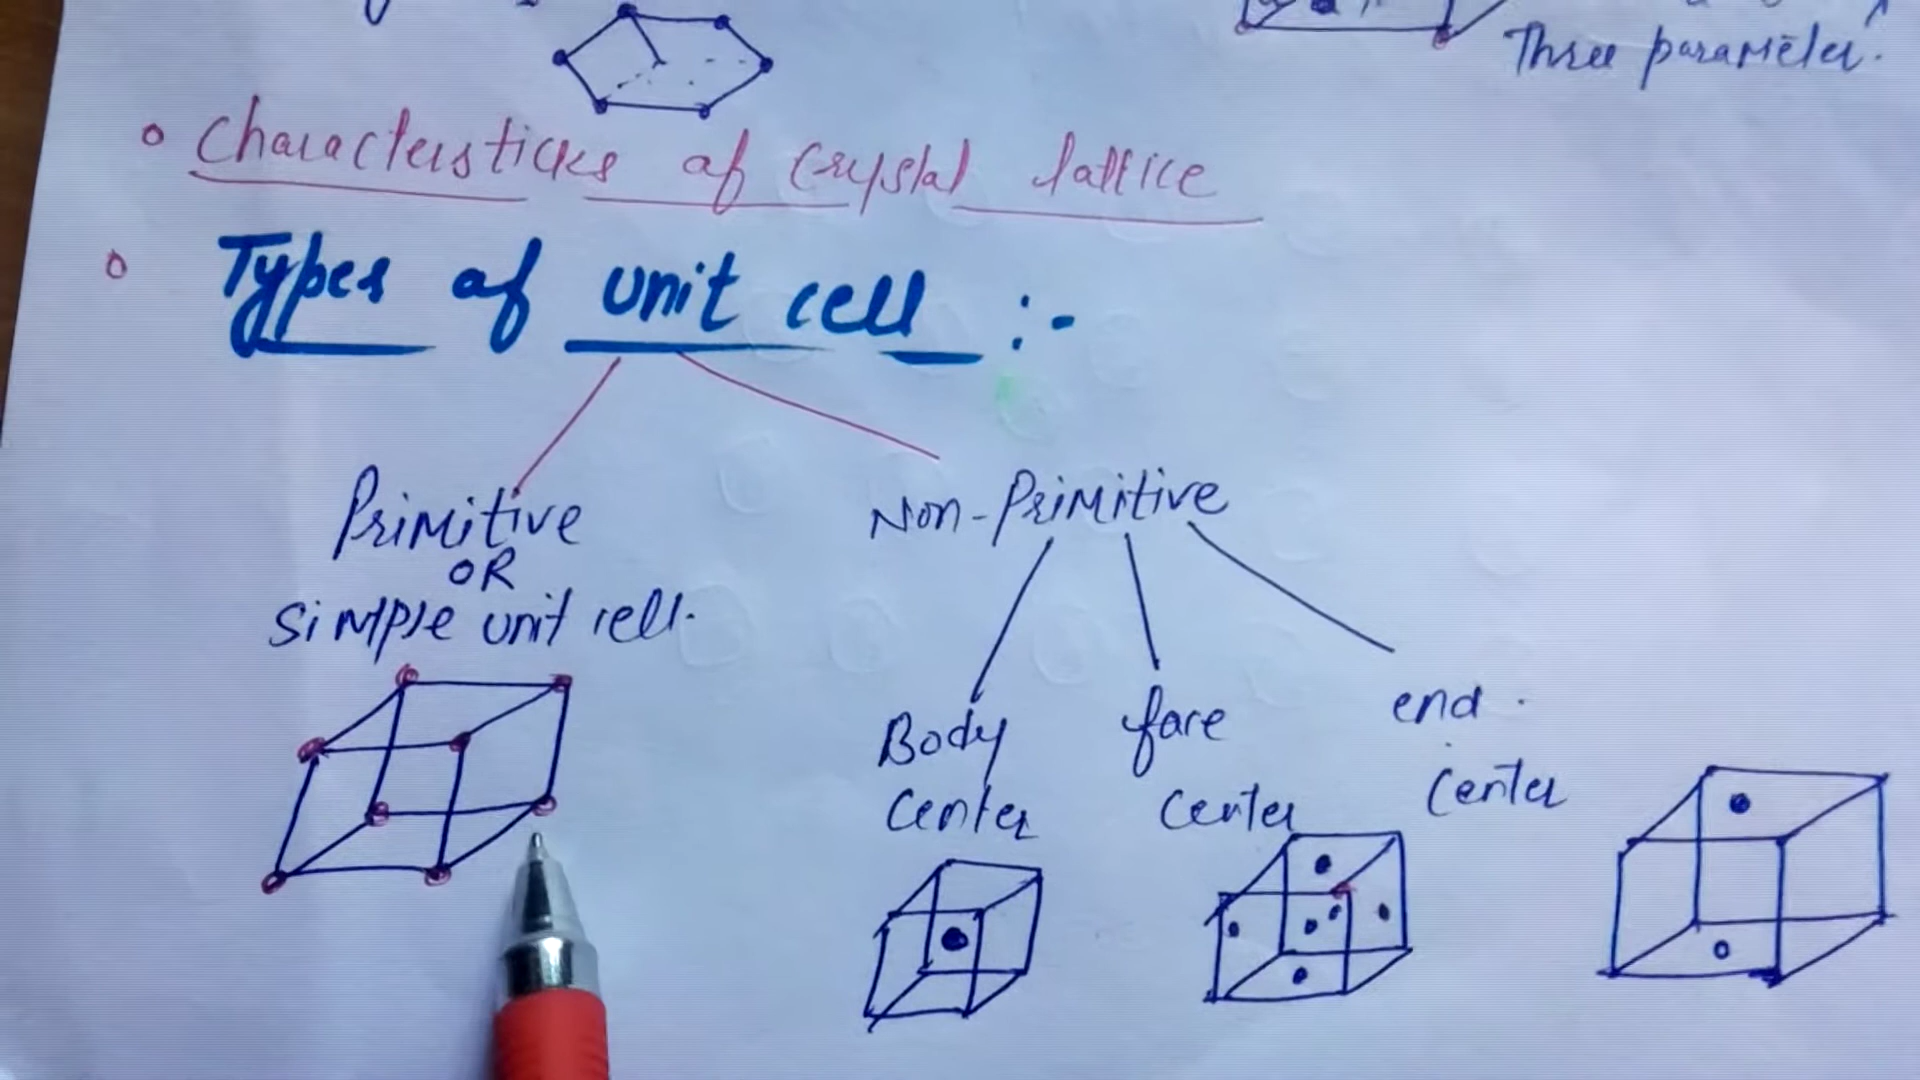 Three parameter.
Characteristicks of Crystal lattice
Types of unit cell :-
Primitive
OR
Simple unit cell.
Non-Primitive
Body
Center
face
Center
end
center